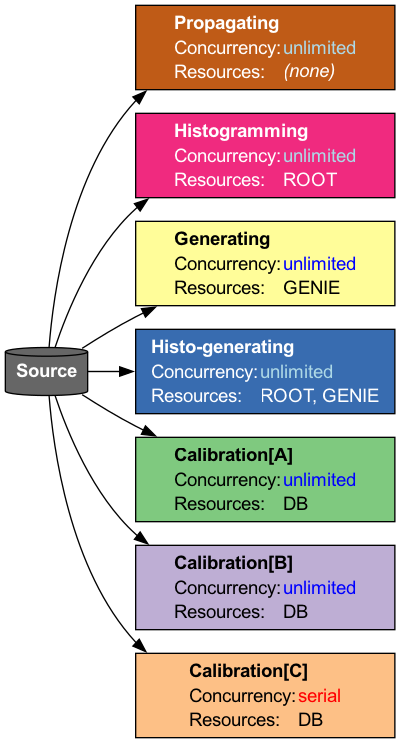 Propagating
Concurrency: unlimited
Resources: (none)
Histogramming
Concurrency: unlimited
Resources: ROOT
Generating
Concurrency: unlimited
Resources: GENIE
Source
Histo-generating
Concurrency: unlimited
Resources: ROOT, GENIE
Calibration[A]
Concurrency: unlimited
Resources: DB
Calibration[B]
Concurrency: unlimited
Resources: DB
Calibration[C]
Concurrency: serial
Resources: DB